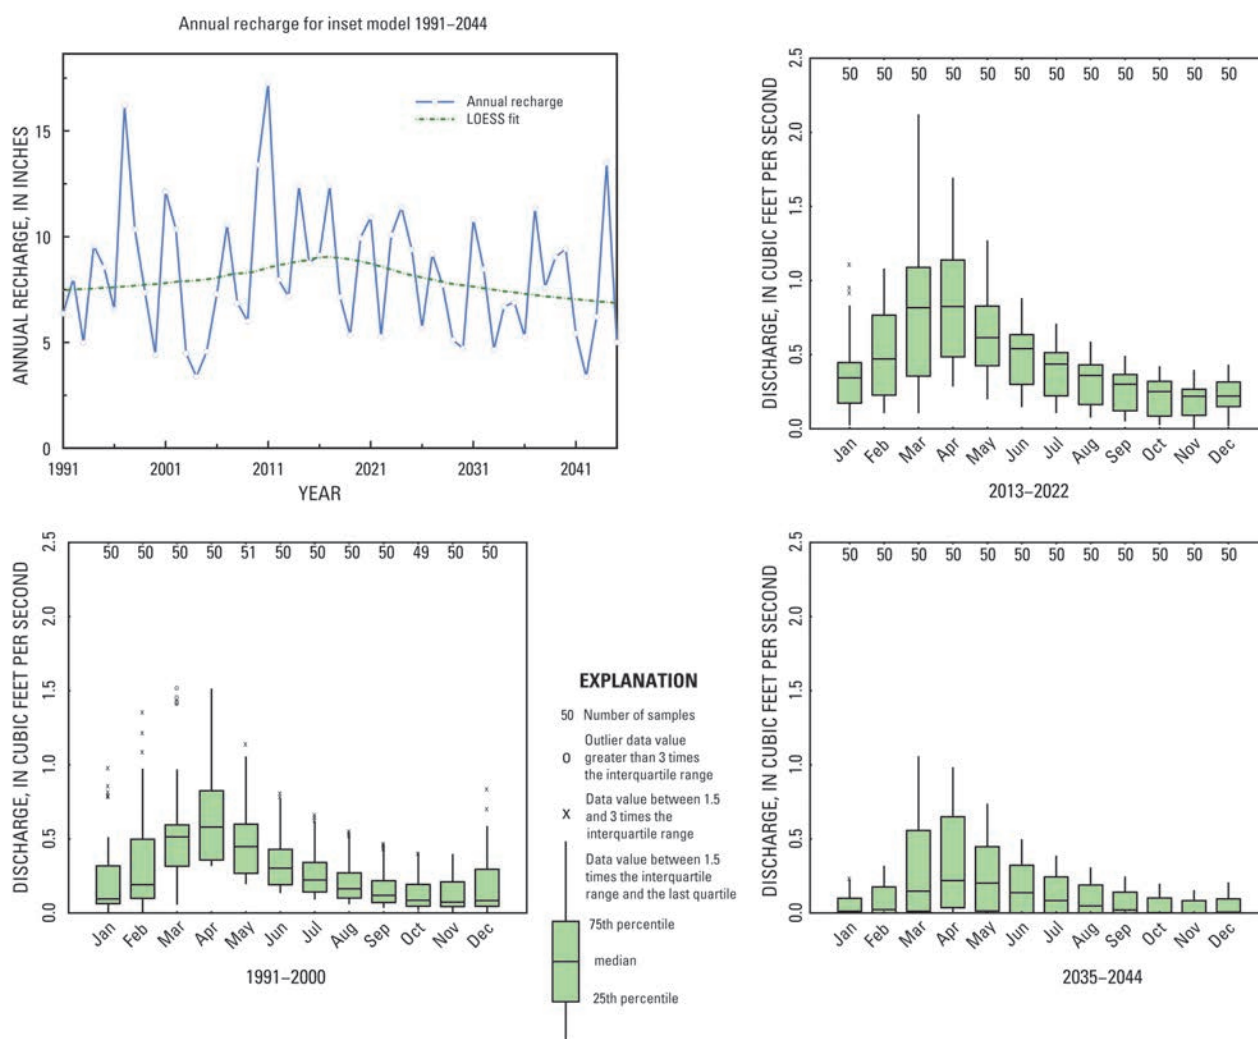 Annual recharge for inset model 1991–2044
ANNUAL RECHARGE, IN INCHES
15
10
5
0
Annual recharge
LOESS fit
1991 2001 2011 2021 2031 2041
YEAR
DISCHARGE, IN CUBIC FEET PER SECOND
2.5
2.0
1.5
1.0
0.5
0.0
50 50 50 50 50 50 50 50 50 50 50 50
Jan Feb Mar Apr May Jun Jul Aug Sep Oct Nov Dec
2013–2022
DISCHARGE, IN CUBIC FEET PER SECOND
2.5
2.0
1.5
1.0
0.5
0.0
50 50 50 50 51 50 50 50 50 49 50 50
Jan Feb Mar Apr May Jun Jul Aug Sep Oct Nov Dec
1991–2000
EXPLANATION
50 Number of samples
Outlier data value
o greater than 3 times
the interquartile range
Data value between 1.5
x and 3 times the
interquartile range
Data value between 1.5
times the interquartile
range and the last quartile
75th percentile
median
25th percentile
DISCHARGE, IN CUBIC FEET PER SECOND
2.5
2.0
1.5
1.0
0.5
0.0
50 50 50 50 50 50 50 50 50 50 50 50
Jan Feb Mar Apr May Jun Jul Aug Sep Oct Nov Dec
2035–2044